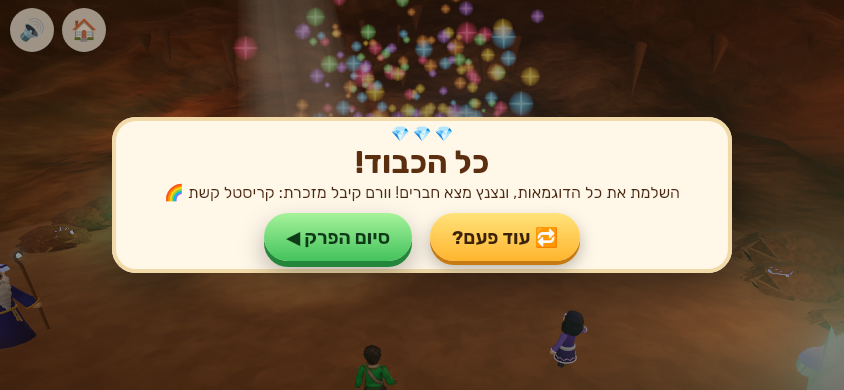 כל הכבוד!
השלמת את כל הדוגמאות, ונצנץ מצא חברים! וורם קיבל מזכרת: קריסטל קשת 🌈
🔁 עוד פעם?
סיום הפרק ◀